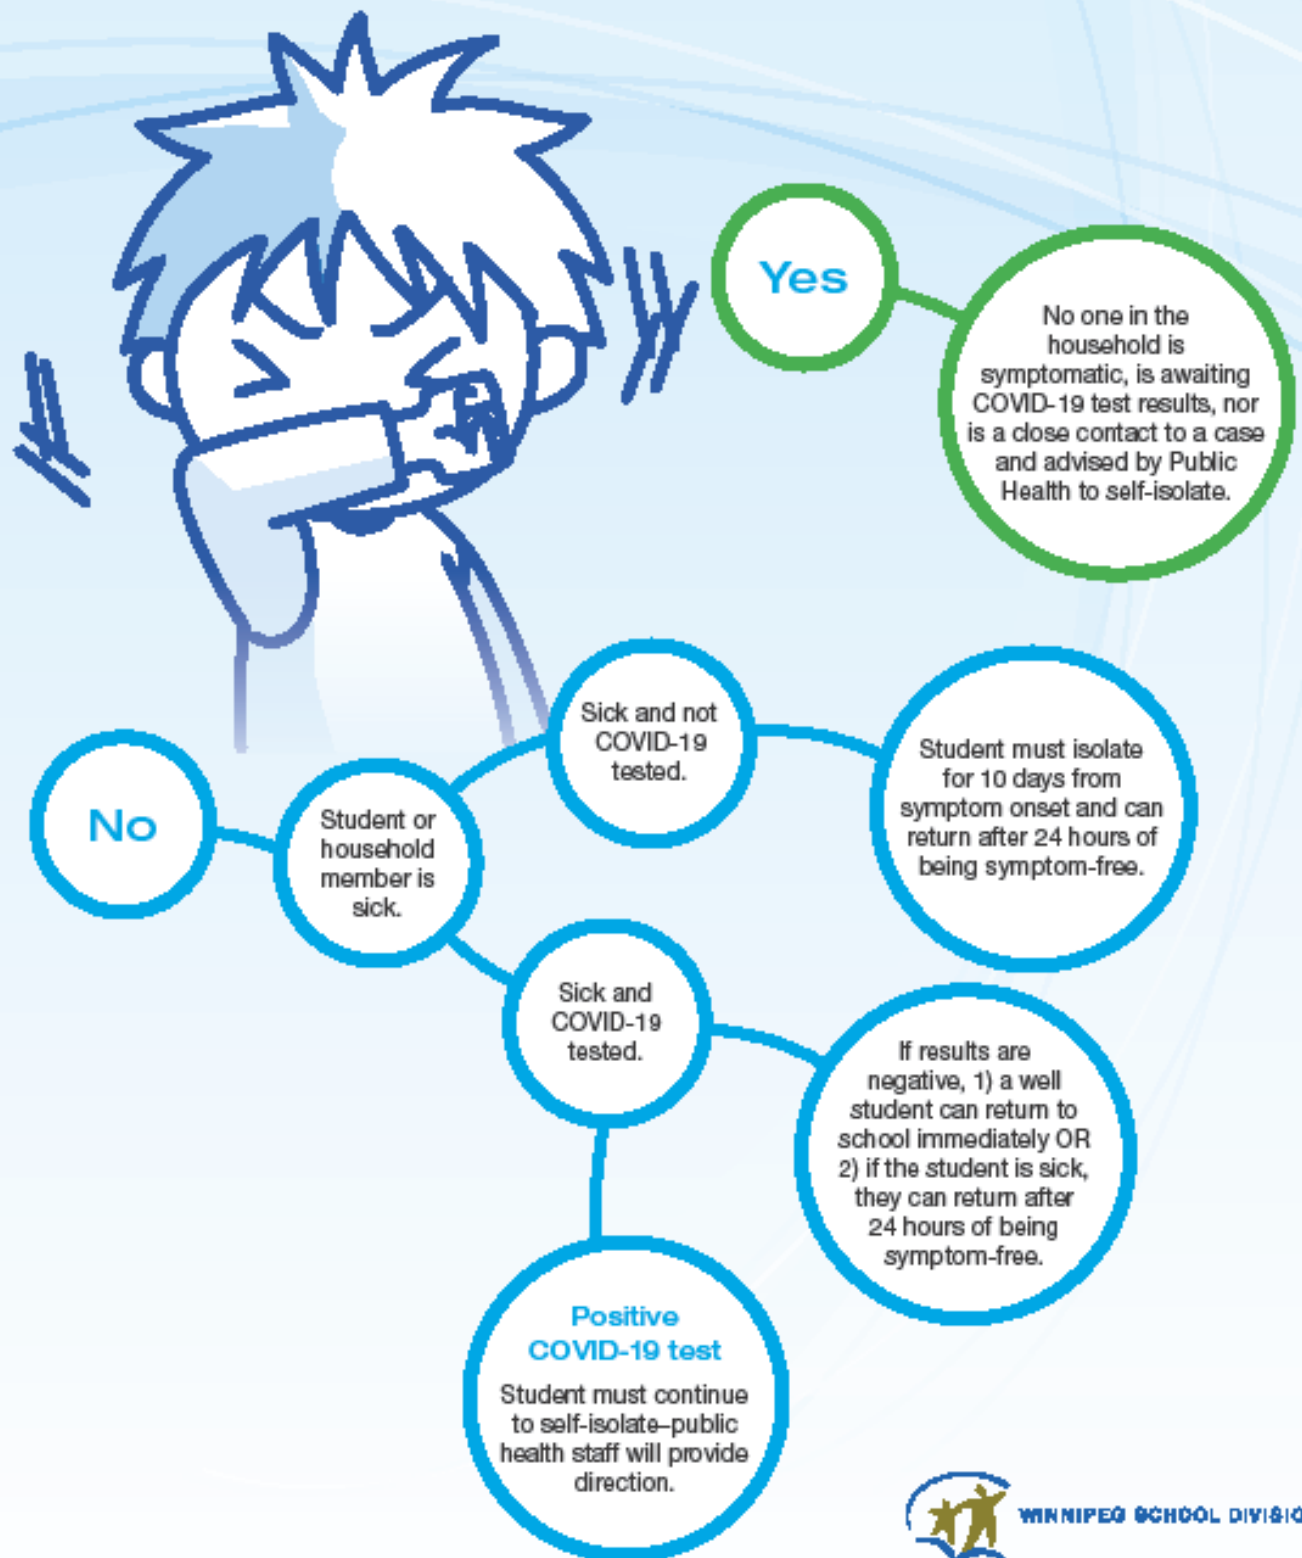 Yes
No one in the
household is
symptomatic, is awaiting
COVID-19 test results, nor
is a close contact to a case
and advised by Public
Health to self-isolate.
No
Student or
household
member is
sick.
Sick and not
COVID-19
tested.
Student must isolate
for 10 days from
symptom onset and can
return after 24 hours of
being symptom-free.
Sick and
COVID-19
tested.
If results are
negative, 1) a well
student can return to
school immediately OR
2) if the student is sick,
they can return after
24 hours of being
symptom-free.
Positive
COVID-19 test
Student must continue
to self-isolate–public
health staff will provide
direction.
WINNIPEG SCHOOL DIVISIO